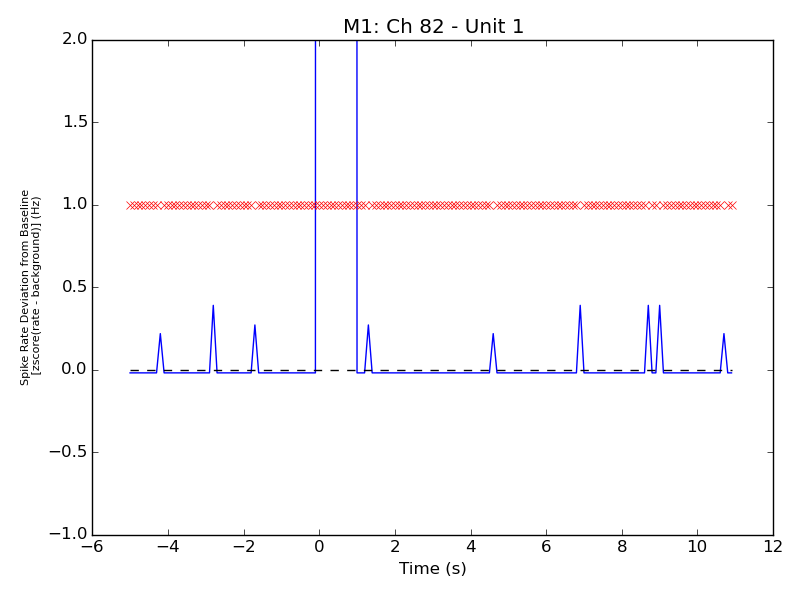 M1: Ch 82 - Unit 1
2.0
1.5
1.0
0.5
0.0
−0.5
−1.0
Spike Rate Deviation from Baseline
[zscore(rate - background)] (Hz)
−6 −4 −2 0 2 4 6 8 10 12
Time (s)